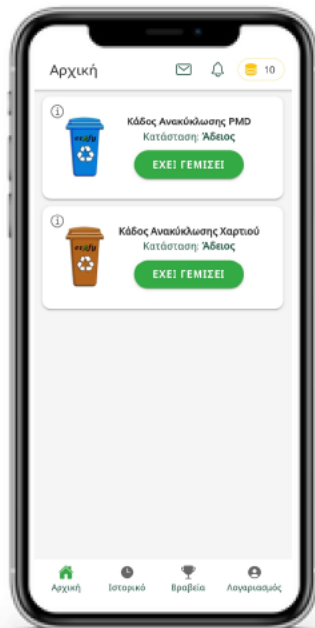 Αρχική
10
Κάδος Ανακύκλωσης PMD
Κατάσταση: Άδειος
ΕΧΕΙ ΓΕΜΙΣΕΙ
Κάδος Ανακύκλωσης Χαρτιού
Κατάσταση: Άδειος
ΕΧΕΙ ΓΕΜΙΣΕΙ
Αρχική Ιστορικό Βραβεία Λογαριασμός